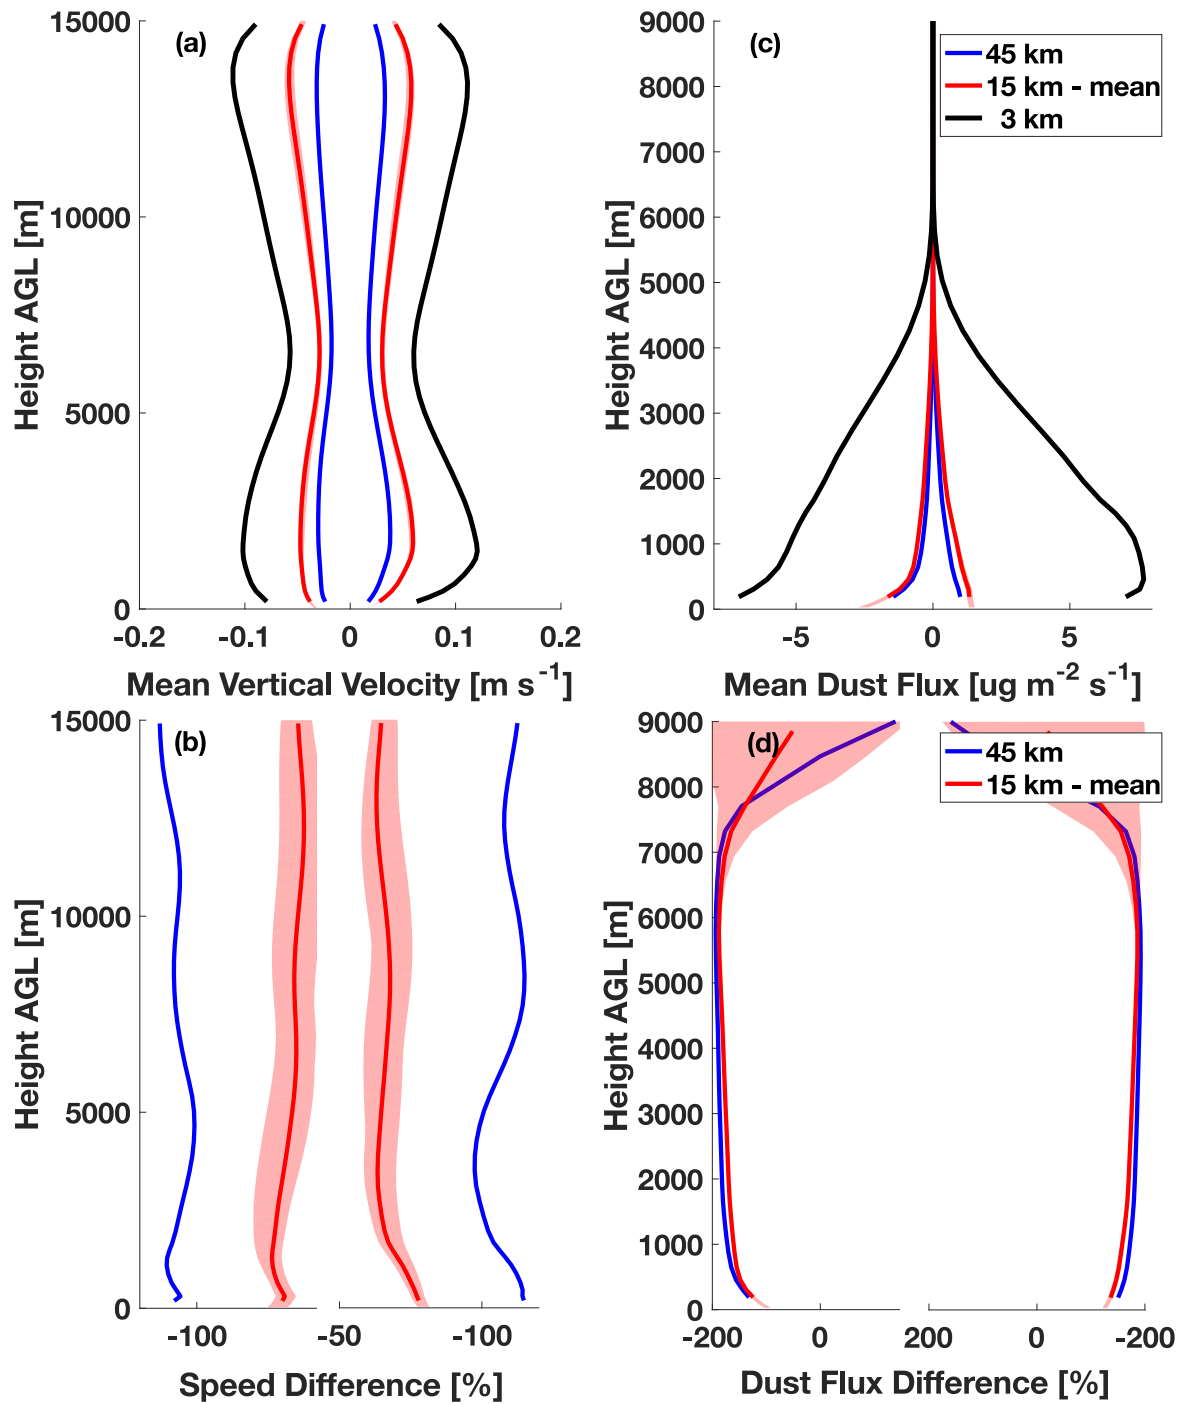 (a)
15000
10000
5000
0
Height AGL [m]
-0.2
-0.1
0
0.1
0.2
Mean Vertical Velocity [m s-1]
(c)
45 km
15 km - mean
3 km
9000
8000
7000
6000
5000
4000
3000
2000
1000
0
Height AGL [m]
-5
0
5
Mean Dust Flux [ug m-2 s-1]
(b)
15000
10000
5000
0
Height AGL [m]
-100
-50
-100
Speed Difference [%]
(d)
45 km
15 km - mean
9000
8000
7000
6000
5000
4000
3000
2000
1000
0
Height AGL [m]
-200
0
200
0
-200
Dust Flux Difference [%]